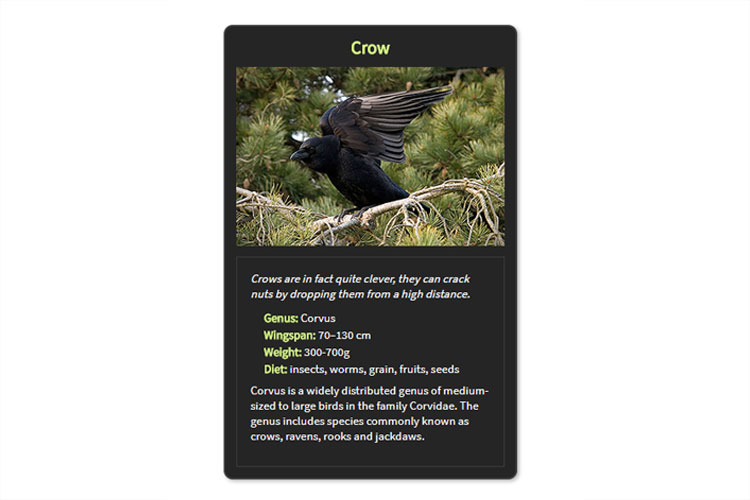 Crow
Crows are in fact quite clever, they can crack
nuts by dropping them from a high distance.
Genus: Corvus
Wingspan: 70–130 cm
Weight: 300-700g
Diet: insects, worms, grain, fruits, seeds
Corvus is a widely distributed genus of medium-
sized to large birds in the family Corvidae. The
genus includes species commonly known as
crows, ravens, rooks and jackdaws.